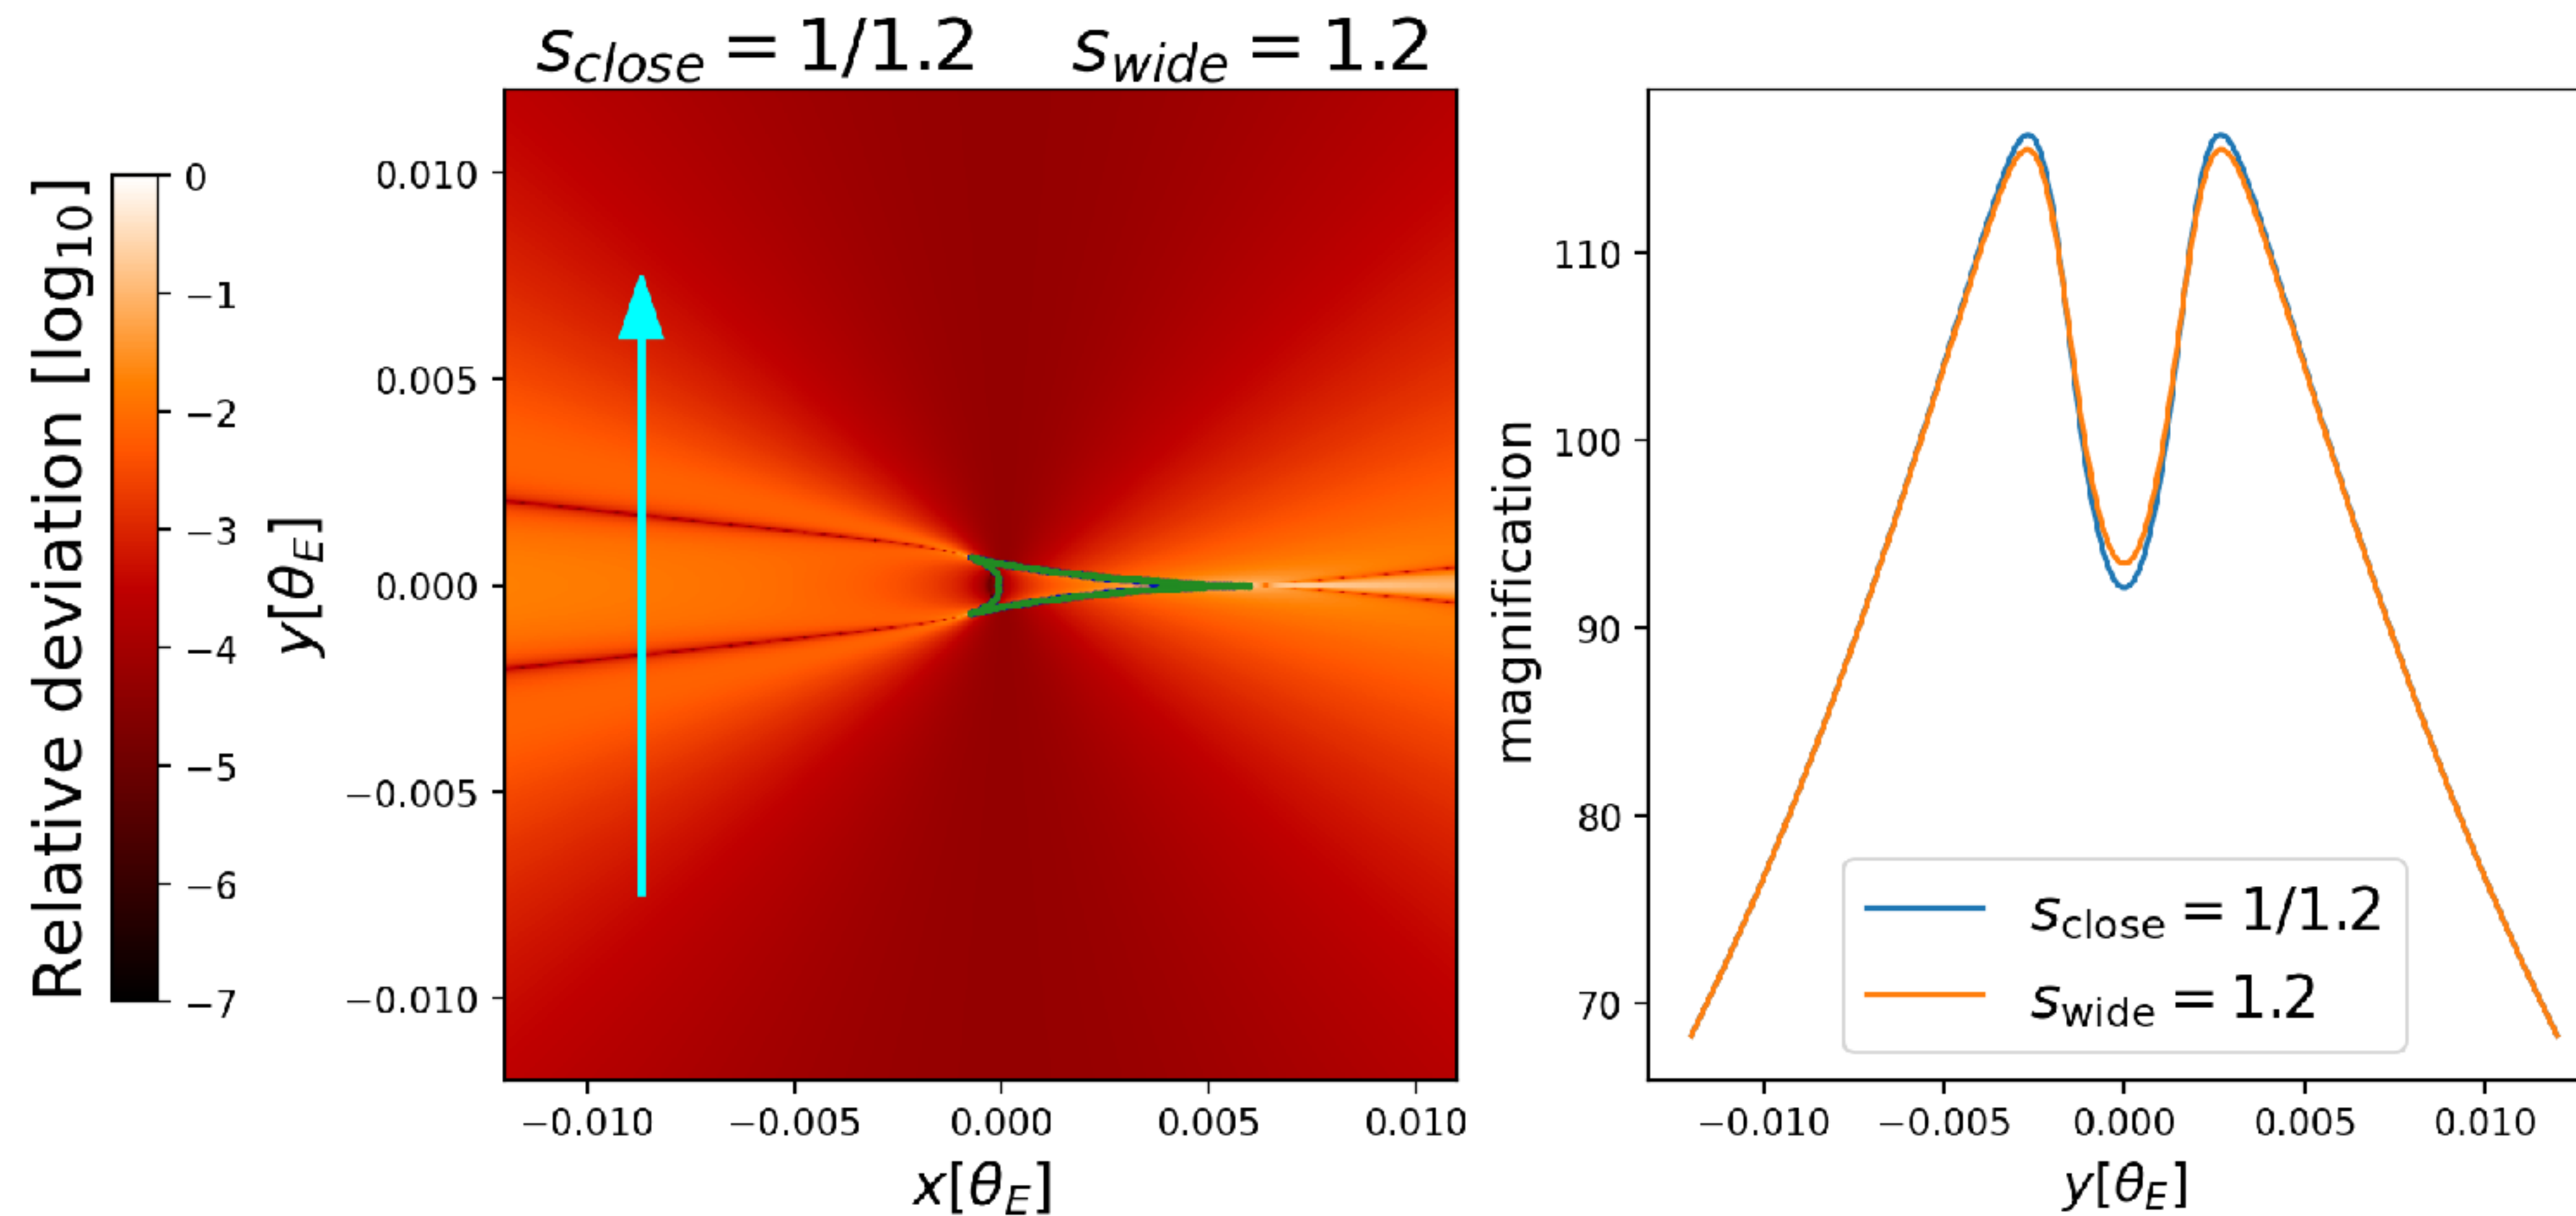 s_close = 1/1.2 s_wide = 1.2
Relative deviation [log₁₀]
0
−1
−2
−3
−4
−5
−6
−7
y[θ_E]
0.010
0.005
0.000
−0.005
−0.010
−0.010 −0.005 0.000 0.005 0.010
x[θ_E]
magnification
110
100
90
80
70
s_close = 1/1.2
s_wide = 1.2
−0.010 −0.005 0.000 0.005 0.010
y[θ_E]